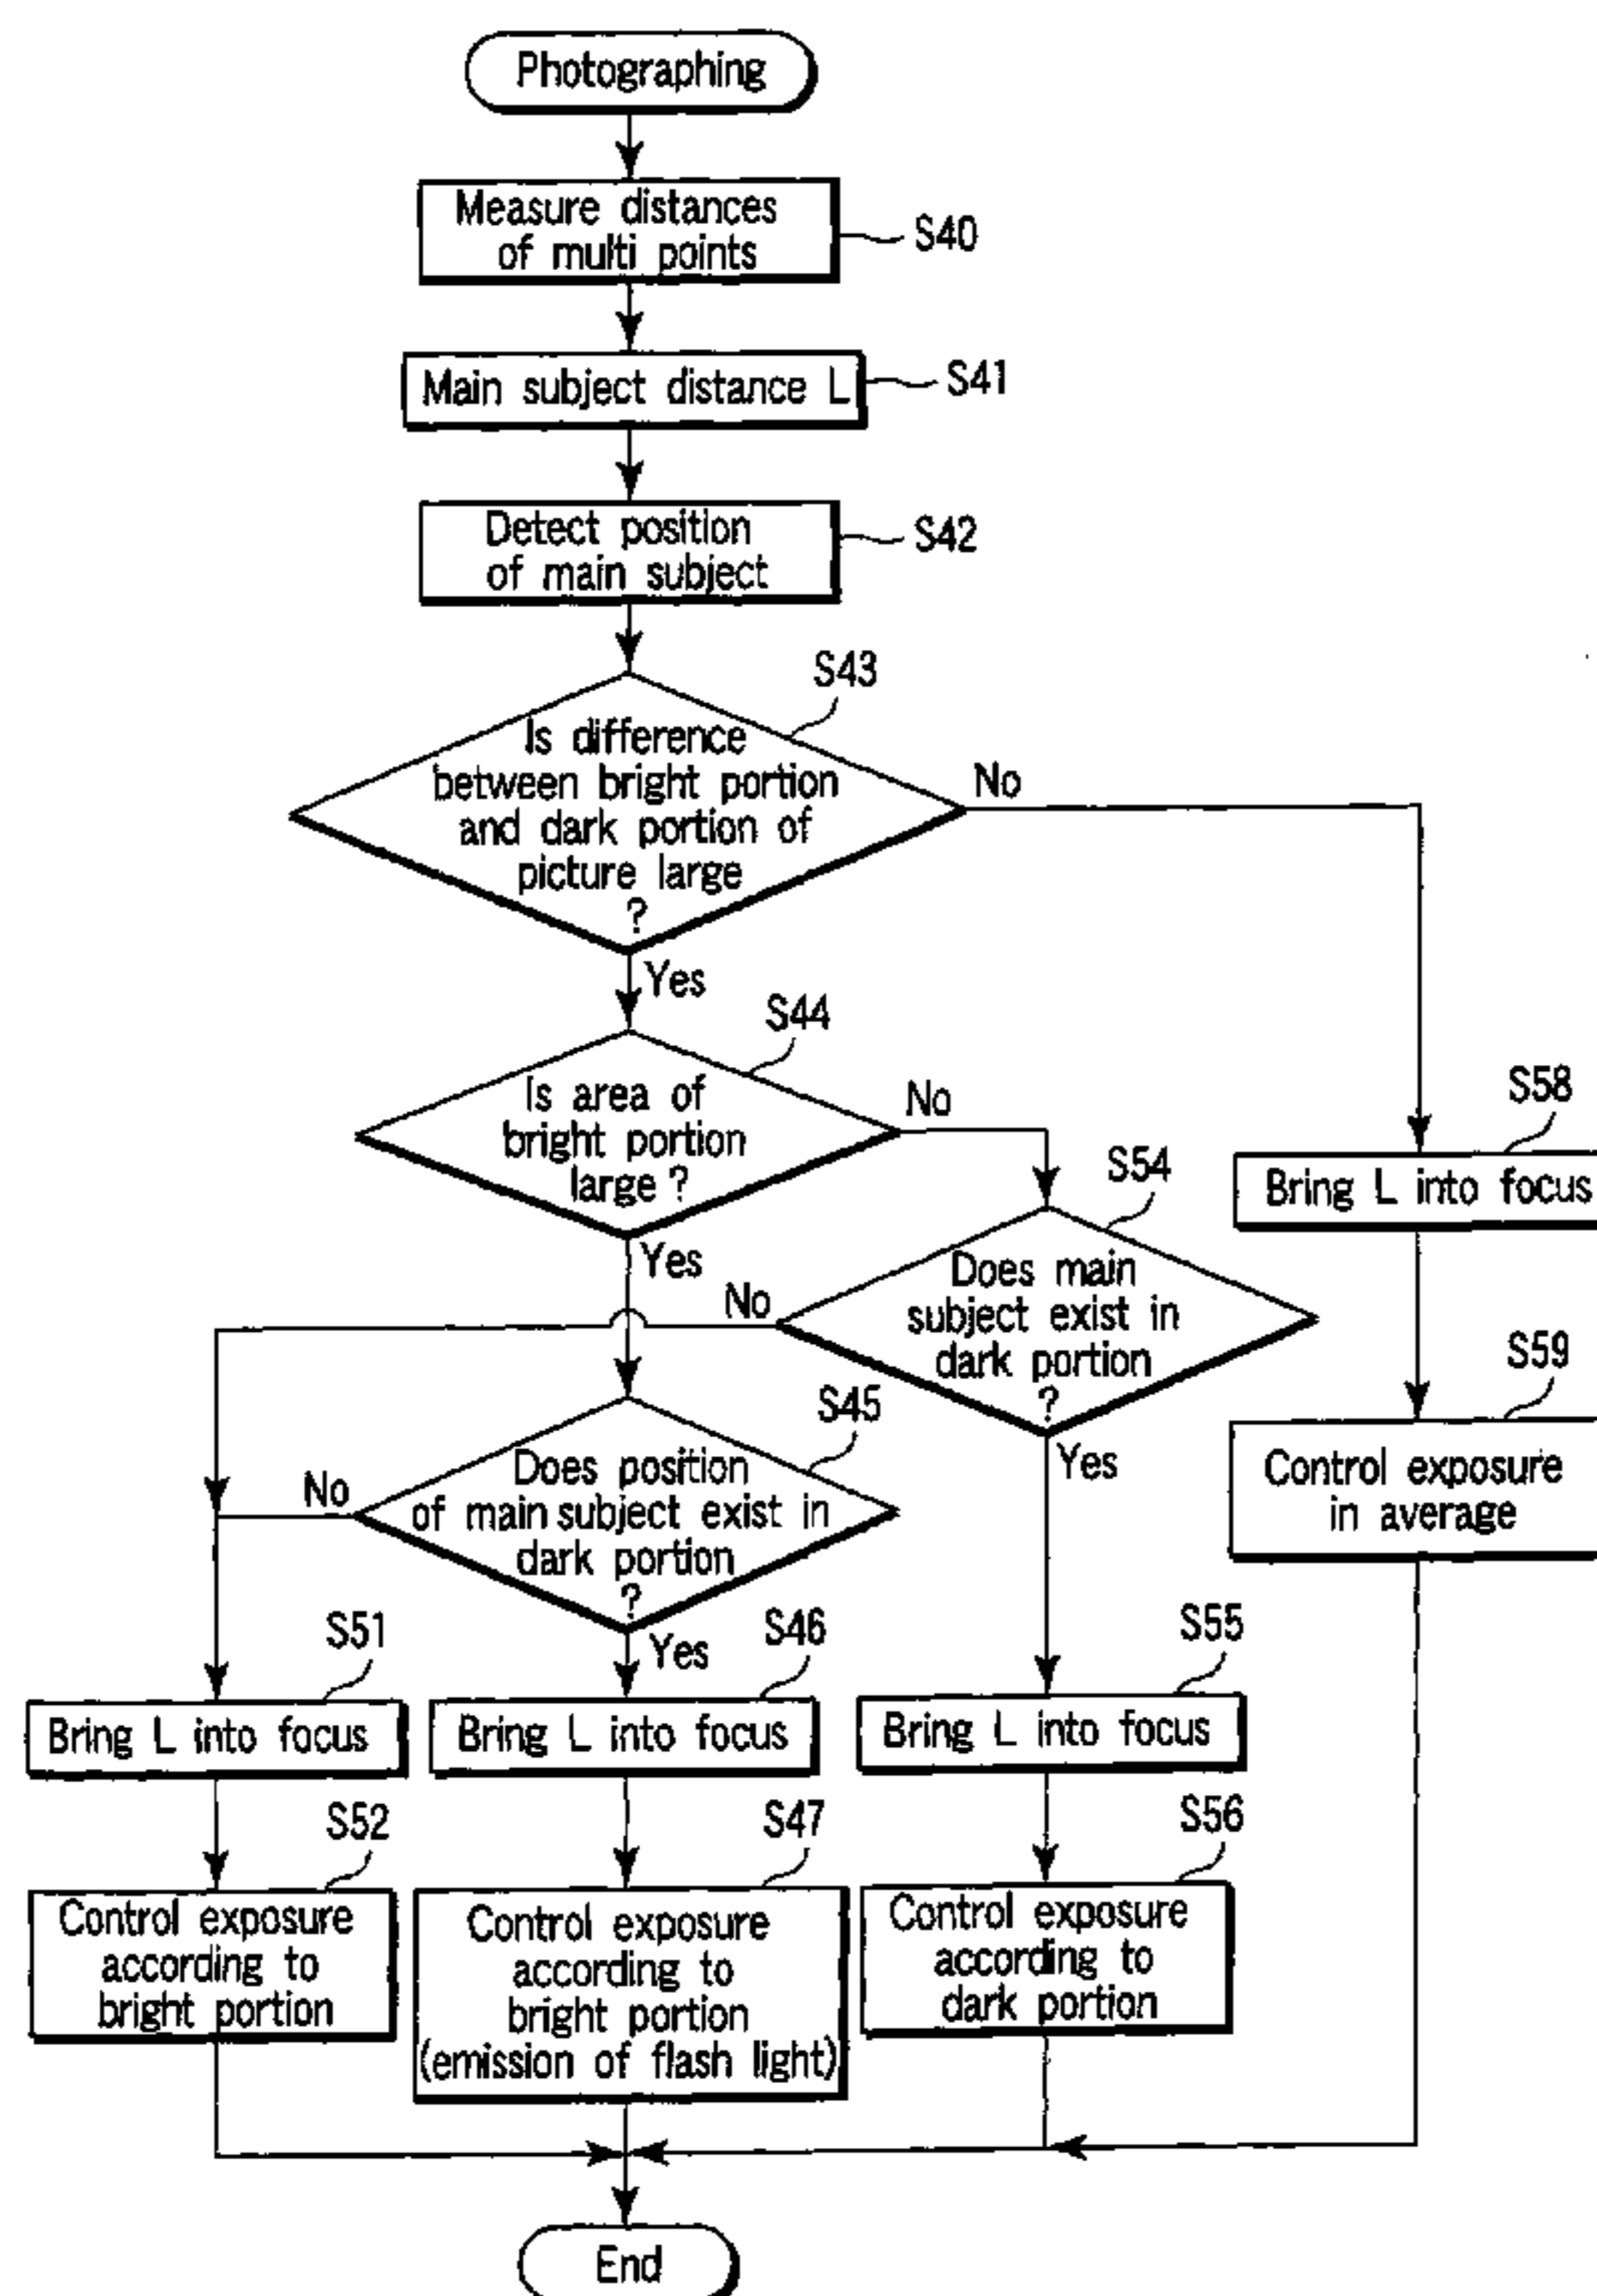 Photographing
Measure distances
of multi points
S40
Main subject distance L
S41
Detect position
of main subject
S42
S43
Is difference
between bright portion
and dark portion of
picture large
?
No
Yes
S44
Is area of
bright portion
large ?
No
Yes
S54
Does main
subject exist in
dark portion
?
No
Yes
S58
Bring L into focus
S59
Control exposure
in average
S45
Does position
of main subject exist in
dark portion
?
No
Yes
S51
Bring L into focus
S46
Bring L into focus
S55
Bring L into focus
S52
Control exposure
according to
bright portion
S47
Control exposure
according to
bright portion
(emission of flash light)
S56
Control exposure
according to
dark portion
End